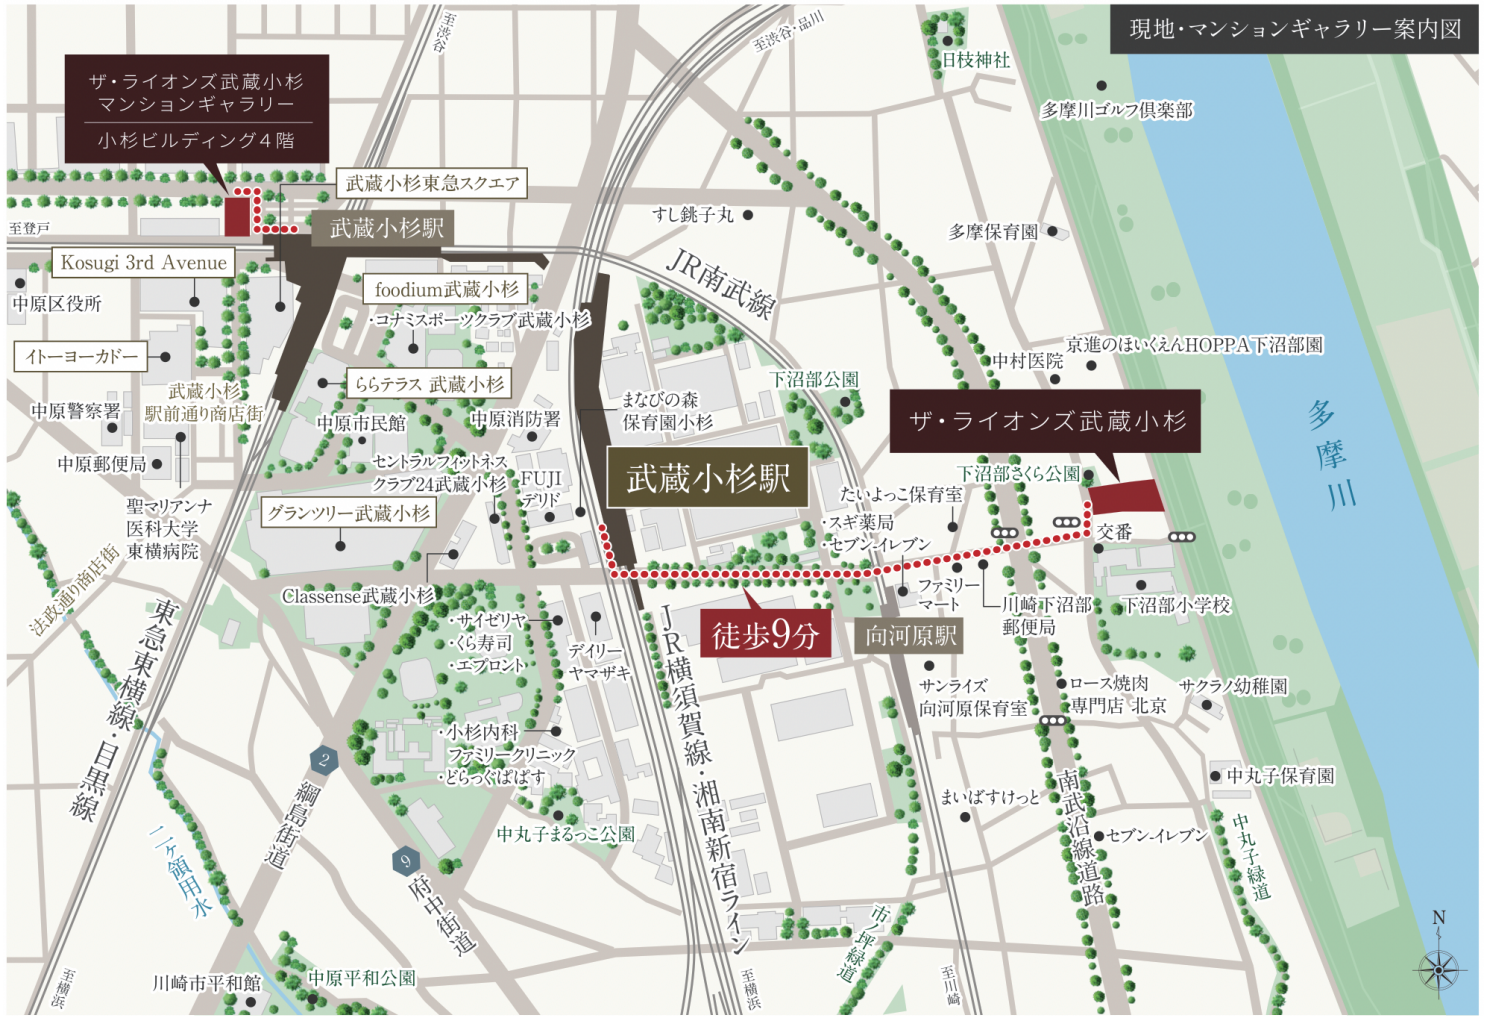 現地・マンションギャラリー案内図
至渋谷
至渋谷・品川
日枝神社
多摩川ゴルフ倶楽部
ザ・ライオンズ武蔵小杉
マンションギャラリー
小杉ビルディング4階
武蔵小杉東急スクエア
至登戸
武蔵小杉駅
すし銚子丸
多摩保育園
Kosugi 3rd Avenue
JR南武線
foodium武蔵小杉
中原区役所
・コナミスポーツクラブ武蔵小杉
イトーヨーカドー
中村医院
京進のほいくえんHOPPA下沼部園
ららテラス 武蔵小杉
下沼部公園
武蔵小杉
駅前通り商店街
中原警察署
中原市民館
中原消防署
まなびの森
保育園小杉
ザ・ライオンズ武蔵小杉
多摩川
中原郵便局
セントラルフィットネス
クラブ24武蔵小杉
FUJI
デリド
武蔵小杉駅
下沼部さくら公園
たいよっこ保育室
聖マリアンナ
医科大学
東横病院
グランツリー武蔵小杉
・スギ薬局
・セブン-イレブン
交番
法政通り商店街
Classense武蔵小杉
ファミリー
マート
川崎下沼部
郵便局
下沼部小学校
東急東横線・目黒線
・サイゼリヤ
・くら寿司
・エプロント
デイリー
ヤマザキ
JR横須賀線・湘南新宿ライン
徒歩9分
向河原駅
サンライズ
向河原保育室
ロース焼肉
専門店 北京
サクラノ幼稚園
・小杉内科
ファミリークリニック
・どらっぐぱぱす
2
綱島街道
南武沿線道路
中丸子保育園
まいばすけっと
二ヶ領用水
中丸子まるっこ公園
セブン-イレブン
中丸子緑道
9
府中街道
市ノ坪緑道
N
至横浜
川崎市平和館
中原平和公園
至横浜
至川崎